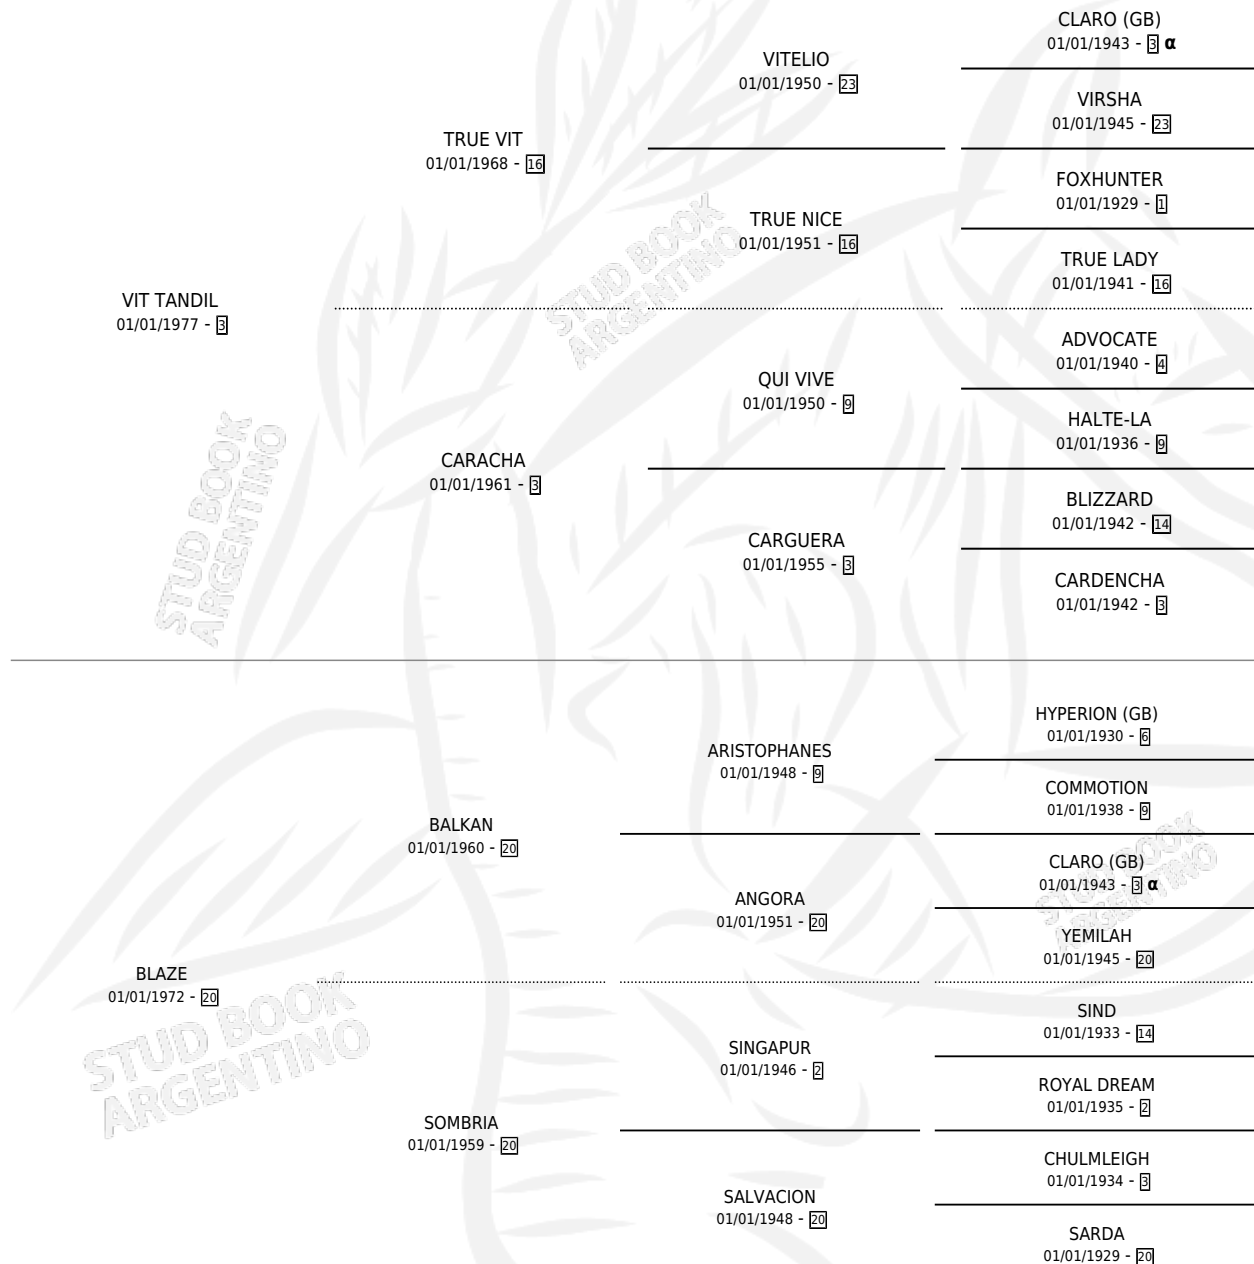 CLARO (GB)
01/01/1943 - 3 α
VITELIO
01/01/1950 - 23
VIRSHA
01/01/1945 - 23
TRUE VIT
01/01/1968 - 16
FOXHUNTER
01/01/1929 - 1
TRUE NICE
01/01/1951 - 16
TRUE LADY
01/01/1941 - 16
VIT TANDIL
01/01/1977 - 3
ADVOCATE
01/01/1940 - 4
QUI VIVE
01/01/1950 - 9
HALTE-LA
01/01/1936 - 9
CARACHA
01/01/1961 - 3
BLIZZARD
01/01/1942 - 14
CARGUERA
01/01/1955 - 3
CARDENCHA
01/01/1942 - 3
HYPERION (GB)
01/01/1930 - 6
ARISTOPHANES
01/01/1948 - 9
COMMOTION
01/01/1938 - 9
BALKAN
01/01/1960 - 20
CLARO (GB)
01/01/1943 - 3 α
ANGORA
01/01/1951 - 20
YEMILAH
01/01/1945 - 20
BLAZE
01/01/1972 - 20
SIND
01/01/1933 - 14
SINGAPUR
01/01/1946 - 2
ROYAL DREAM
01/01/1935 - 2
SOMBRIA
01/01/1959 - 20
CHULMLEIGH
01/01/1934 - 3
SALVACION
01/01/1948 - 20
SARDA
01/01/1929 - 20
STUD BOOK
ARGENTINO
STUD BOOK
ARGENTINO
STUD BOOK
ARGENTINO
STUD BOOK
ARGENTINO